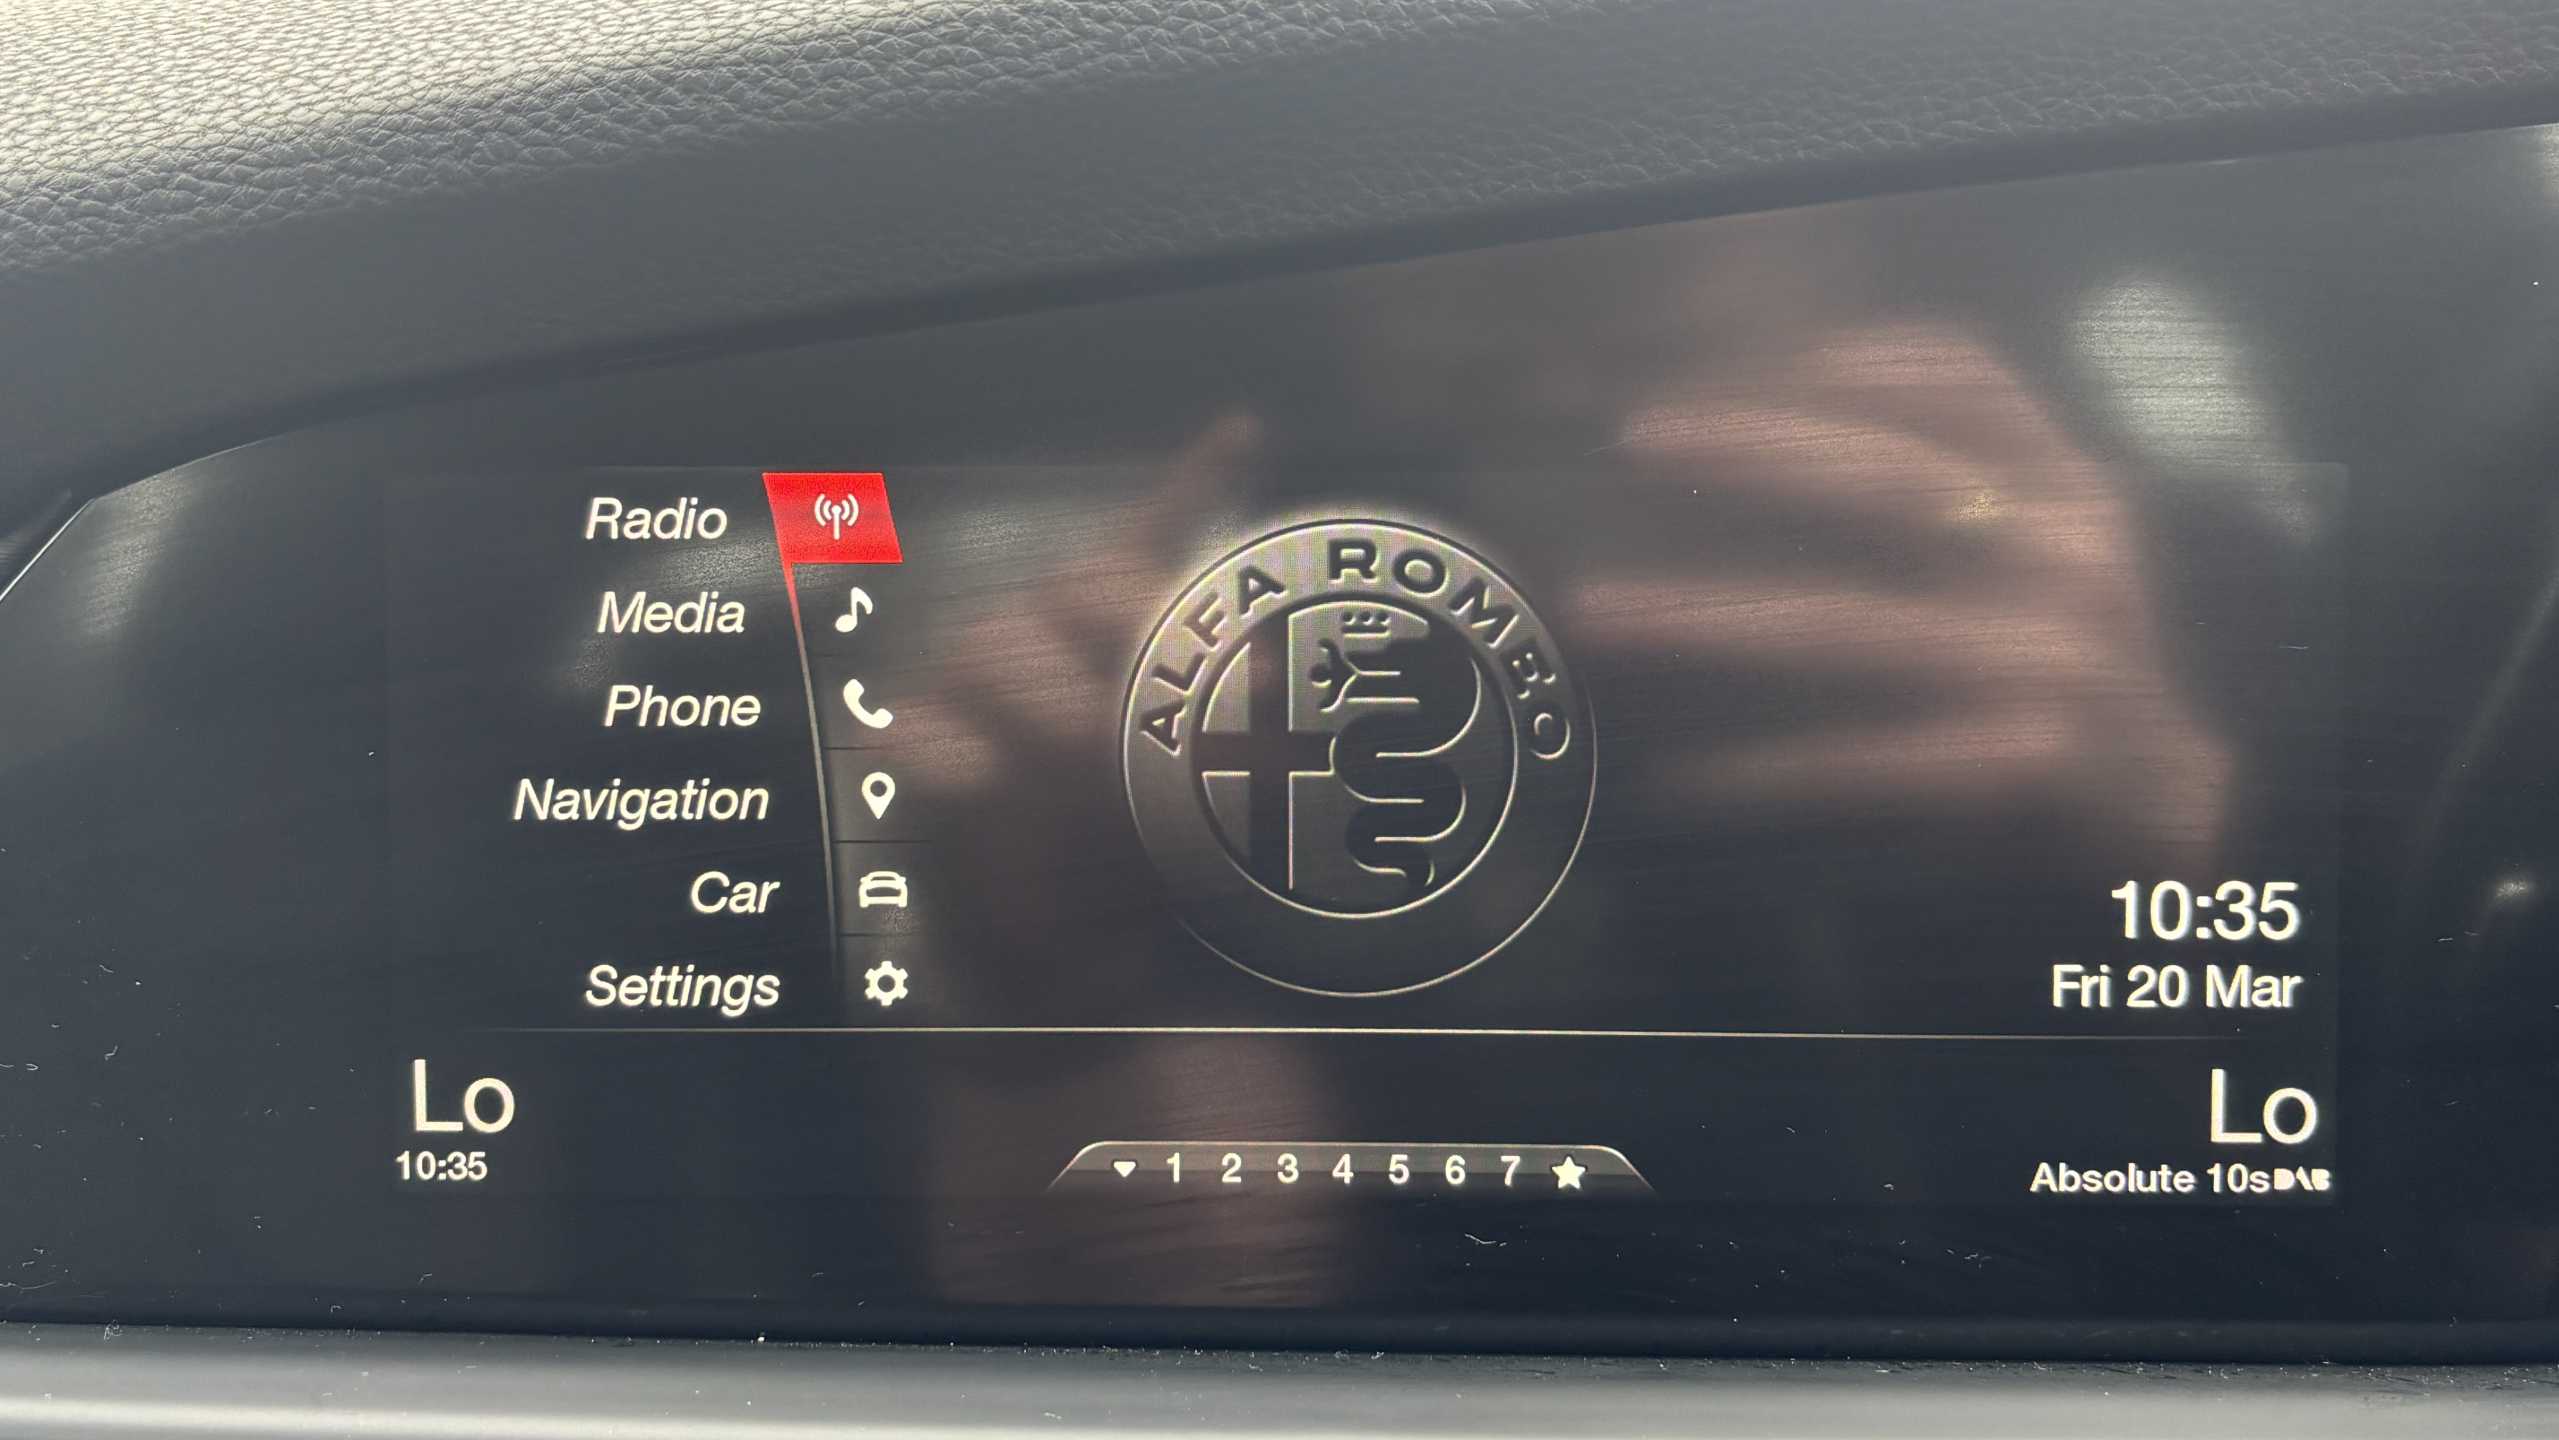 Radio
Media
Phone
Navigation
Car
Settings
ALFA ROMEO
10:35
Fri 20 Mar
Lo
10:35
1 2 3 4 5 6 7
Lo
Absolute 10s DAB